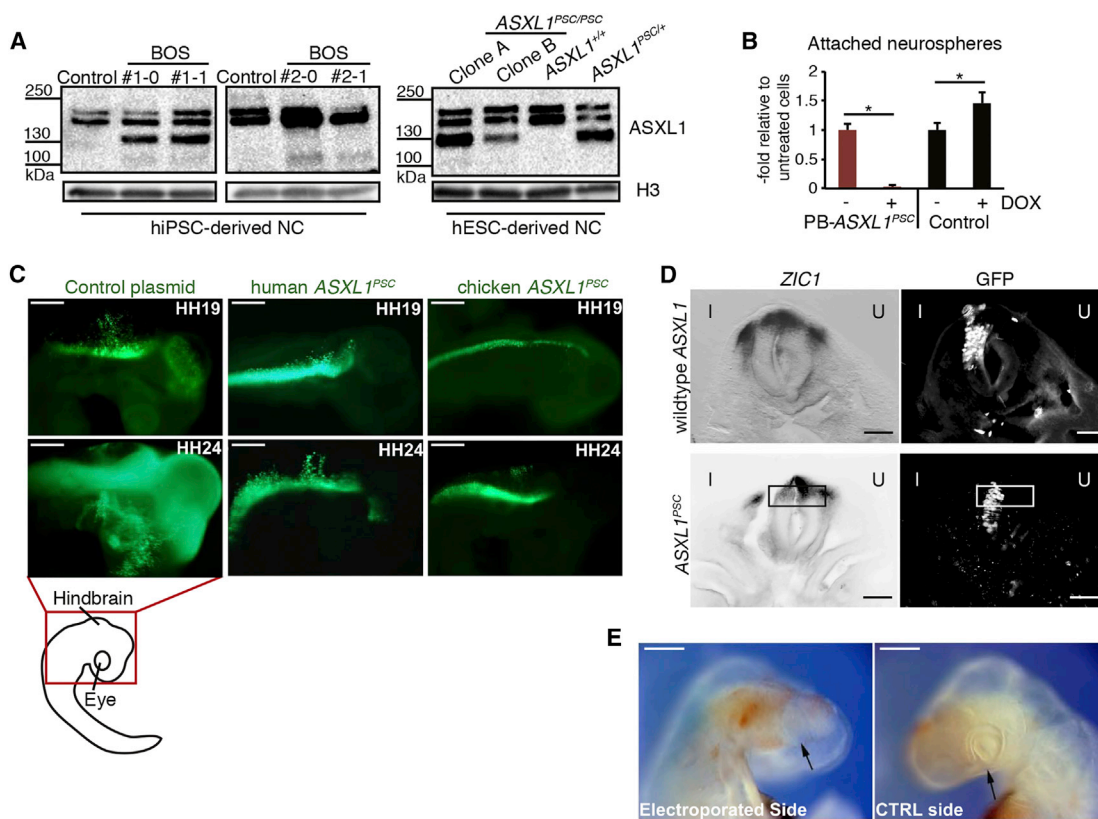 A
BOS
BOS
Control #1-0 #1-1
Control #2-0 #2-1
ASXL1PSC/PSC
Clone A Clone B ASXL1+/+ ASXL1PSC/+
250
130
100
kDa
250
130
100
kDa
ASXL1
H3
hiPSC-derived NC
hESC-derived NC
B
Attached neurospheres
-fold relative to
untreated cells
2
1.5
1
0.5
0
*
*
- + - + DOX
PB-ASXL1PSC Control
C
Control plasmid
human ASXL1PSC
chicken ASXL1PSC
HH19
HH19
HH19
HH24
HH24
HH24
Hindbrain
Eye
D
ZIC1
GFP
wildtype ASXL1
I U
I U
ASXL1PSC
I U
I U
E
Electroporated Side
CTRL side